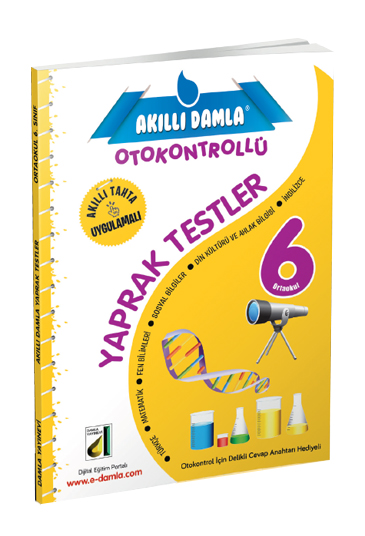 AKILLI DAMLA®
OTOKONTROLLÜ
AKILLI TAHTA
UYGULAMALI
YAPRAK TESTLER
TÜRKÇE • MATEMATİK • FEN BİLİMLERİ • SOSYAL BİLGİLER • DİN KÜLTÜRÜ VE AHLAK BİLGİSİ • İNGİLİZCE
6
Ortaokul
DAMLA YAYINEVİ
Dijital Eğitim Portalı
www.e-damla.com
Otokontrol İçin Delikli Cevap Anahtarı Hediyeli
ORTAOKUL 6. SINIF
AKILLI DAMLA YAPRAK TESTLER
DAMLA YAYINEVİ